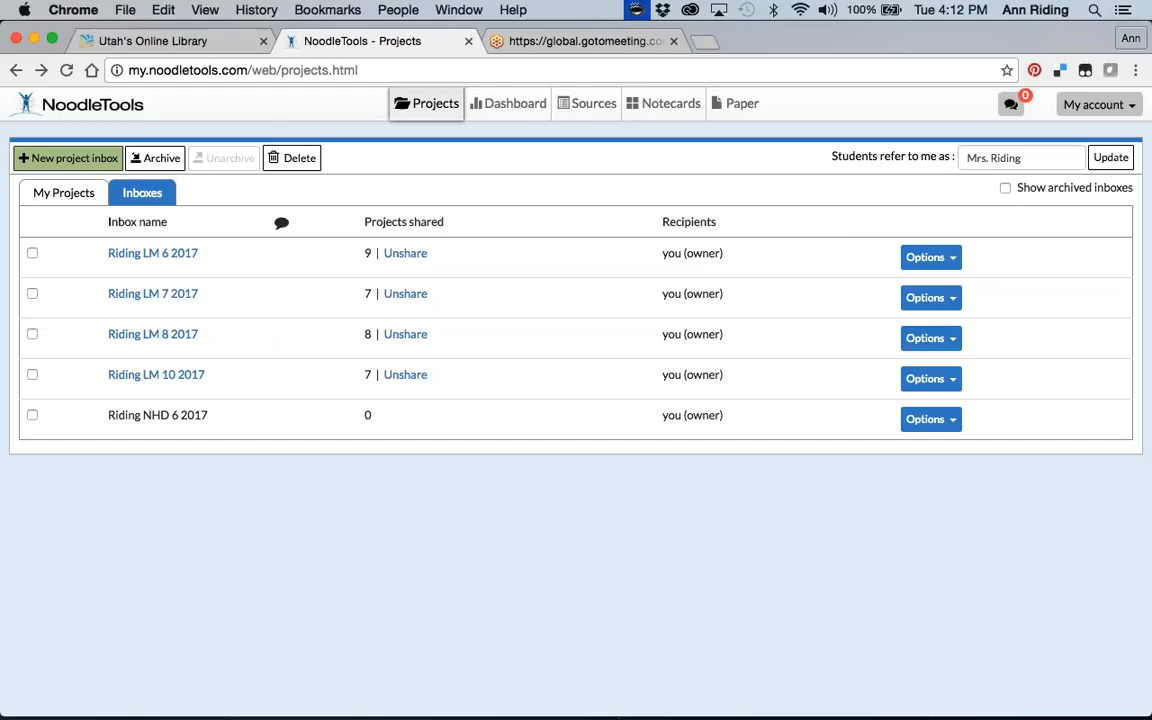 Chrome File Edit View History Bookmarks People Window Help 100% Tue 4:12 PM Ann Riding
Utah's Online Library NoodleTools - Projects https://global.gotomeeting.co Ann
my.noodletools.com/web/projects.html
NoodleTools Projects Dashboard Sources Notecards Paper 0 My account
+ New project inbox Archive Unarchive Delete Students refer to me as : Mrs. Riding Update
My Projects Inboxes Show archived inboxes
Inbox name Projects shared Recipients
Riding LM 6 2017 9 | Unshare you (owner) Options
Riding LM 7 2017 7 | Unshare you (owner) Options
Riding LM 8 2017 8 | Unshare you (owner) Options
Riding LM 10 2017 7 | Unshare you (owner) Options
Riding NHD 6 2017 0 you (owner) Options